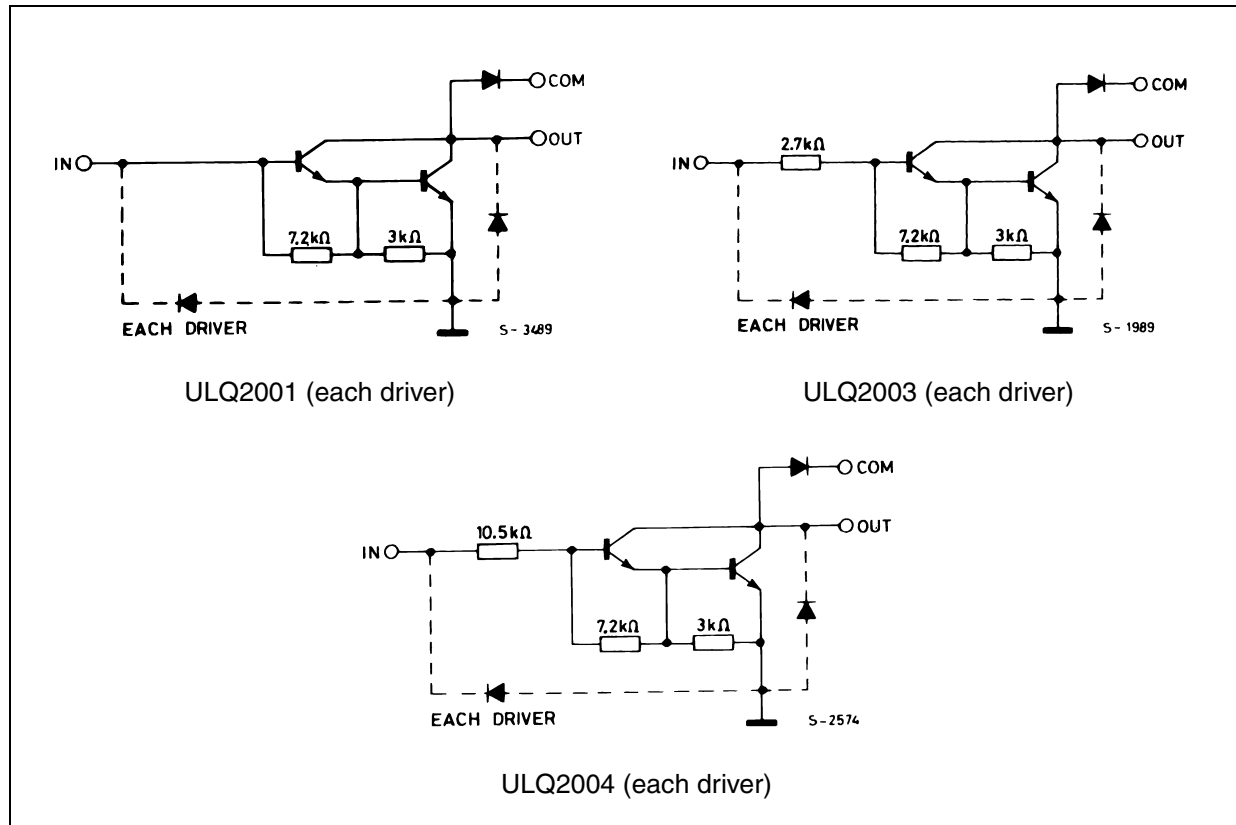 COM
OUT
IN
7.2kΩ
3kΩ
EACH DRIVER
S-3489
ULQ2001 (each driver)
COM
OUT
2.7kΩ
IN
7.2kΩ
3kΩ
EACH DRIVER
S-1989
ULQ2003 (each driver)
COM
OUT
10.5kΩ
IN
7.2kΩ
3kΩ
EACH DRIVER
S-2574
ULQ2004 (each driver)